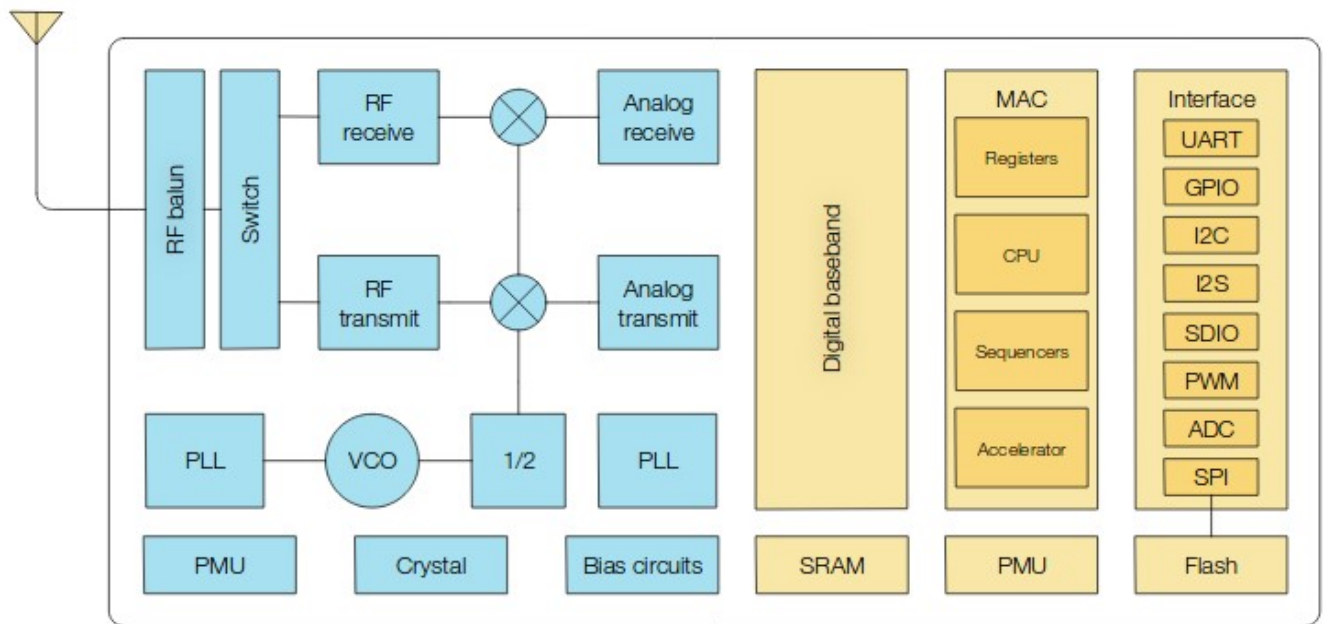 RF balun
Switch
RF
receive
Analog
receive
RF
transmit
Analog
transmit
PLL
VCO
1/2
PLL
PMU
Crystal
Bias circuits
Digital baseband
SRAM
MAC
Registers
CPU
Sequencers
Accelerator
PMU
Interface
UART
GPIO
I2C
I2S
SDIO
PWM
ADC
SPI
Flash